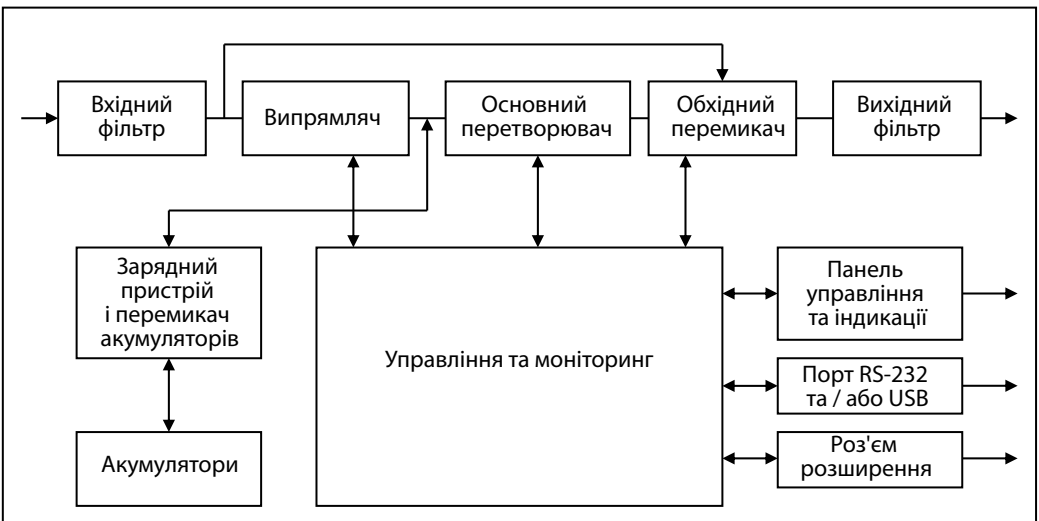 Вхідний
фільтр
Випрямляч
Основний
перетворювач
Обхідний
перемикач
Вихідний
фільтр
Зарядний
пристрій
і перемикач
акумуляторів
Управління та моніторинг
Панель
управління
та індикації
Порт RS-232
та / або USB
Акумулятори
Роз'єм
розширення